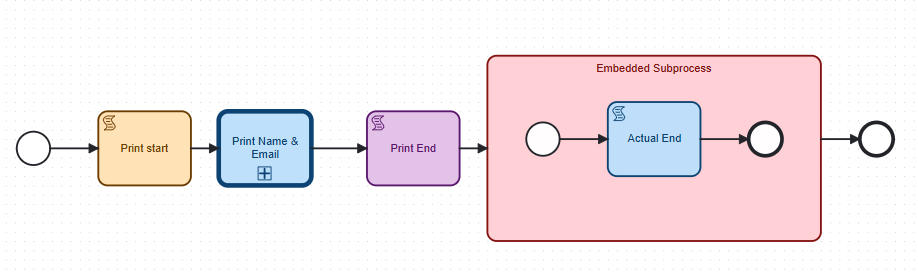 Embedded Subprocess
Print start
Print Name &
Email
Print End
Actual End